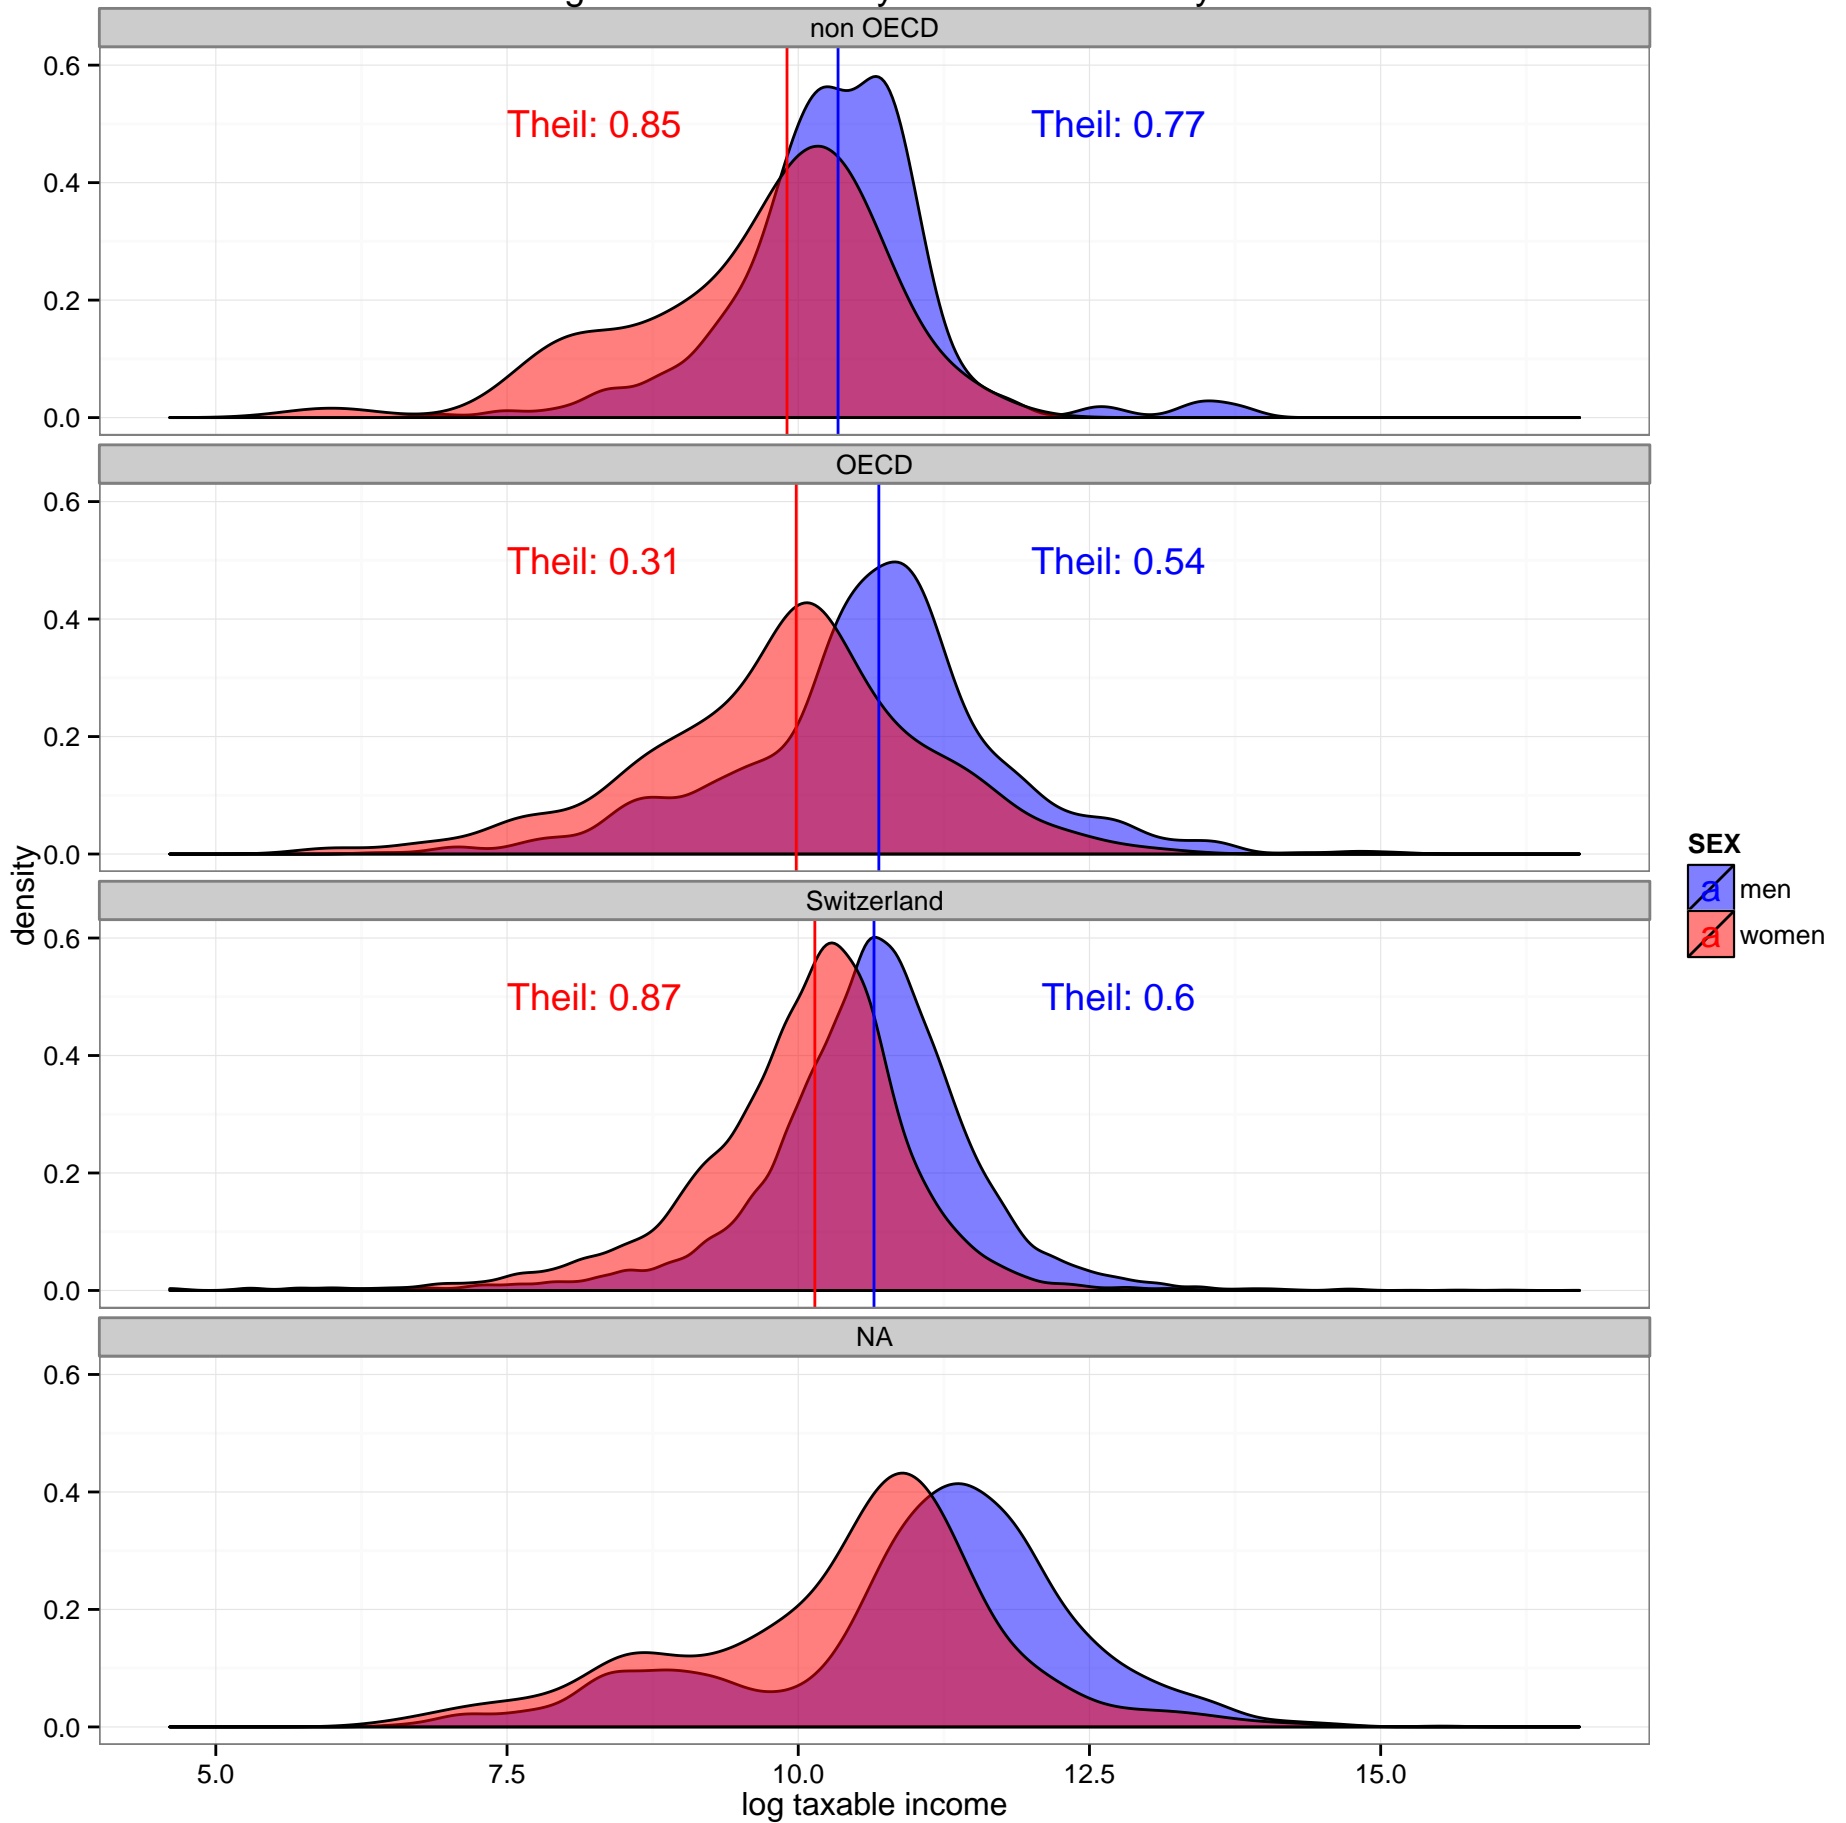 non OECD
0.6
Theil: 0.85 Theil: 0.77
0.4
0.2
0.0
OECD
0.6
Theil: 0.31 Theil: 0.54
0.4
0.2
0.0
Switzerland
0.6
Theil: 0.87 Theil: 0.6
0.4
0.2
0.0
NA
0.6
0.4
0.2
0.0
5.0 7.5 10.0 12.5 15.0
log taxable income
density
SEX
a men
a women